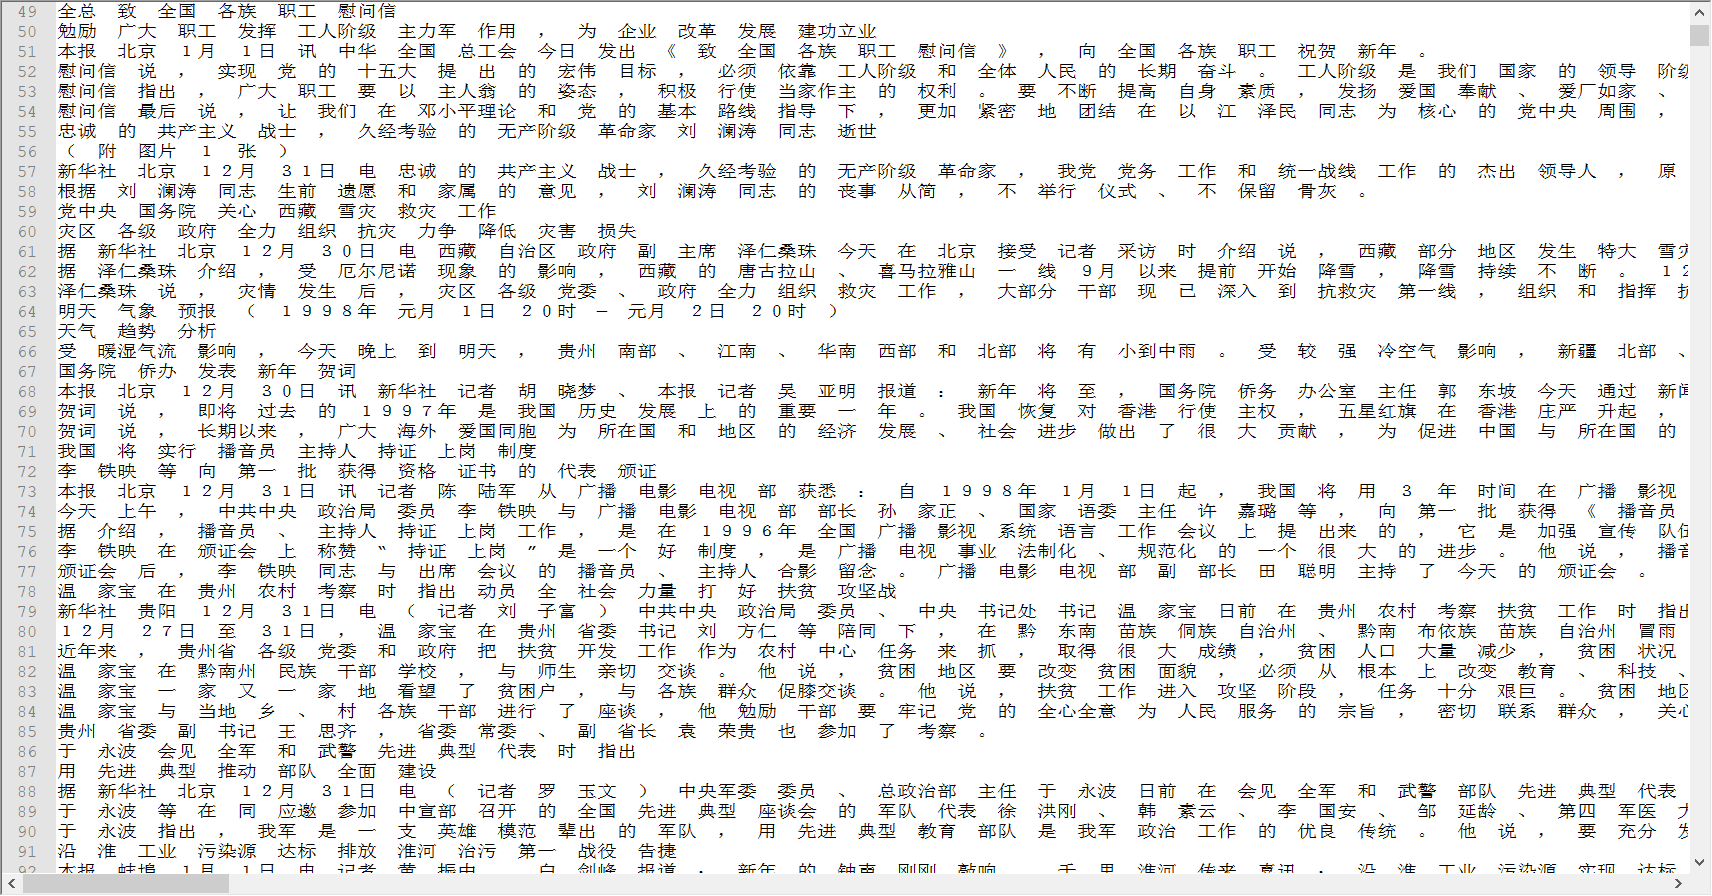 49 全总 致 全国 各族 职工 慰问信
50 勉励 广大 职工 发挥 工人阶级 主力军 作用 ， 为 企业 改革 发展 建功立业
51 本报 北京 １月 １日 讯 中华 全国 总工会 今日 发出 《 致 全国 各族 职工 慰问信 》 ， 向 全国 各族 职工 祝贺 新年 。
52 慰问信 说 ， 实现 党 的 十五大 提 出 的 宏伟 目标 ， 必须 依靠 工人阶级 和 全体 人民 的 长期 奋斗 。 工人阶级 是 我们 国家 的 领导 阶级
53 慰问信 指出 ， 广大 职工 要 以 主人翁 的 姿态 ， 积极 行使 当家作主 的 权利 。 要 不断 提高 自身 素质 ， 发扬 爱国 奉献 、 爱厂如家 、
54 慰问信 最后 说 ， 让 我们 在 邓小平理论 和 党 的 基本 路线 指导 下 ， 更加 紧密 地 团结 在 以 江 泽民 同志 为 核心 的 党中央 周围 ，
55 忠诚 的 共产主义 战士 ， 久经考验 的 无产阶级 革命家 刘 澜涛 同志 逝世
56 （ 附 图片 １ 张 ）
57 新华社 北京 １２月 ３１日 电 忠诚 的 共产主义 战士 ， 久经考验 的 无产阶级 革命家 ， 我党 党务 工作 和 统一战线 工作 的 杰出 领导人 ， 原
58 根据 刘 澜涛 同志 生前 遗愿 和 家属 的 意见 ， 刘 澜涛 同志 的 丧事 从简 ， 不 举行 仪式 、 不 保留 骨灰 。
59 党中央 国务院 关心 西藏 雪灾 救灾 工作
60 灾区 各级 政府 全力 组织 抗灾 力争 降低 灾害 损失
61 据 新华社 北京 １２月 ３０日 电 西藏 自治区 政府 副 主席 泽仁桑珠 今天 在 北京 接受 记者 采访 时 介绍 说 ， 西藏 部分 地区 发生 特大 雪灾
62 据 泽仁桑珠 介绍 ， 受 厄尔尼诺 现象 的 影响 ， 西藏 的 唐古拉山 、 喜马拉雅山 一 线 ９月 以来 提前 开始 降雪 ， 降雪 持续 不 断 。 １２
63 泽仁桑珠 说 ， 灾情 发生 后 ， 灾区 各级 党委 、 政府 全力 组织 救灾 工作 ， 大部分 干部 现 已 深入 到 抗救灾 第一线 ， 组织 和 指挥 抗
64 明天 气象 预报 （ １９９８年 元月 １日 ２０时 － 元月 ２日 ２０时 ）
65 天气 趋势 分析
66 受 暖湿气流 影响 ， 今天 晚上 到 明天 ， 贵州 南部 、 江南 、 华南 西部 和 北部 将 有 小到中雨 。 受 较 强 冷空气 影响 ， 新疆 北部 、
67 国务院 侨办 发表 新年 贺词
68 本报 北京 １２月 ３０日 讯 新华社 记者 胡 晓梦 、 本报 记者 吴 亚明 报道 ： 新年 将 至 ， 国务院 侨务 办公室 主任 郭 东坡 今天 通过 新闻
69 贺词 说 ， 即将 过去 的 １９９７年 是 我国 历史 发展 上 的 重要 一 年 。 我国 恢复 对 香港 行使 主权 ， 五星红旗 在 香港 庄严 升起 ，
70 贺词 说 ， 长期以来 ， 广大 海外 爱国同胞 为 所在国 和 地区 的 经济 发展 、 社会 进步 做出 了 很 大 贡献 ， 为 促进 中国 与 所在国 的
71 我国 将 实行 播音员 主持人 持证 上岗 制度
72 李 铁映 等 向 第一 批 获得 资格 证书 的 代表 颁证
73 本报 北京 １２月 ３１日 讯 记者 陈 陆军 从 广播 电影 电视 部 获悉 ： 自 １９９８年 １月 １日 起 ， 我国 将 用 ３ 年 时间 在 广播 影视
74 今天 上午 ， 中共中央 政治局 委员 李 铁映 与 广播 电影 电视 部 部长 孙 家正 、 国家 语委 主任 许 嘉璐 等 ， 向 第一 批 获得 《 播音员
75 据 介绍 ， 播音员 、 主持人 持证 上岗 工作 ， 是 在 １９９６年 全国 广播 影视 系统 语言 工作 会议 上 提 出来 的 ， 它 是 加强 宣传 队伍
76 李 铁映 在 颁证会 上 称赞 “ 持证 上岗 ” 是 一个 好 制度 ， 是 广播 电视 事业 法制化 、 规范化 的 一个 很 大 的 进步 。 他 说 ， 播音
77 颁证会 后 ， 李 铁映 同志 与 出席 会议 的 播音员 、 主持人 合影 留念 。 广播 电影 电视 部 副 部长 田 聪明 主持 了 今天 的 颁证会 。
78 温 家宝 在 贵州 农村 考察 时 指出 动员 全 社会 力量 打 好 扶贫 攻坚战
79 新华社 贵阳 １２月 ３１日 电 （ 记者 刘 子富 ） 中共中央 政治局 委员 、 中央 书记处 书记 温 家宝 日前 在 贵州 农村 考察 扶贫 工作 时 指出
80 １２月 ２７日 至 ３１日 ， 温 家宝 在 贵州 省委 书记 刘 方仁 等 陪同 下 ， 在 黔 东南 苗族 侗族 自治州 、 黔南 布依族 苗族 自治州 冒雨
81 近年来 ， 贵州省 各级 党委 和 政府 把 扶贫 开发 工作 作为 农村 中心 任务 来 抓 ， 取得 很 大 成绩 ， 贫困 人口 大量 减少 ， 贫困 状况
82 温 家宝 在 黔南州 民族 干部 学校 ， 与 师生 亲切 交谈 。 他 说 ， 贫困 地区 要 改变 贫困 面貌 ， 必须 从 根本 上 改变 教育 、 科技 、
83 温 家宝 一 家 又 一 家 地 看望 了 贫困户 ， 与 各族 群众 促膝交谈 。 他 说 ， 扶贫 工作 进入 攻坚 阶段 ， 任务 十分 艰巨 。 贫困 地区
84 温 家宝 与 当地 乡 、 村 各族 干部 进行 了 座谈 ， 他 勉励 干部 要 牢记 党 的 全心全意 为 人民 服务 的 宗旨 ， 密切 联系 群众 ， 关心
85 贵州 省委 副 书记 王 思齐 ， 省委 常委 、 副 省长 袁 荣贵 也 参加 了 考察 。
86 于 永波 会见 全军 和 武警 先进 典型 代表 时 指出
87 用 先进 典型 推动 部队 全面 建设
88 据 新华社 北京 １２月 ３１日 电 （ 记者 罗 玉文 ） 中央军委 委员 、 总政治部 主任 于 永波 日前 在 会见 全军 和 武警 部队 先进 典型 代表
89 于 永波 等 在 同 应邀 参加 中宣部 召开 的 全国 先进 典型 座谈会 的 军队 代表 徐 洪刚 、 韩 素云 、 李 国安 、 邹 延龄 、 第四 军医 大
90 于 永波 指出 ， 我军 是 一 支 英雄 模范 辈出 的 军队 ， 用 先进 典型 教育 部队 是 我军 政治 工作 的 优良 传统 。 他 说 ， 要 充分 发
91 沿 淮 工业 污染源 达标 排放 淮河 治污 第一 战役 告捷
92 本报 蚌埠 １月 １日 电 记者 黄 振中 、 白 剑峰 报道 ： 新年 的 钟声 刚刚 敲响 ， 千 里 淮河 传来 喜讯 ： 沿 淮 工业 污染源 实现 达标